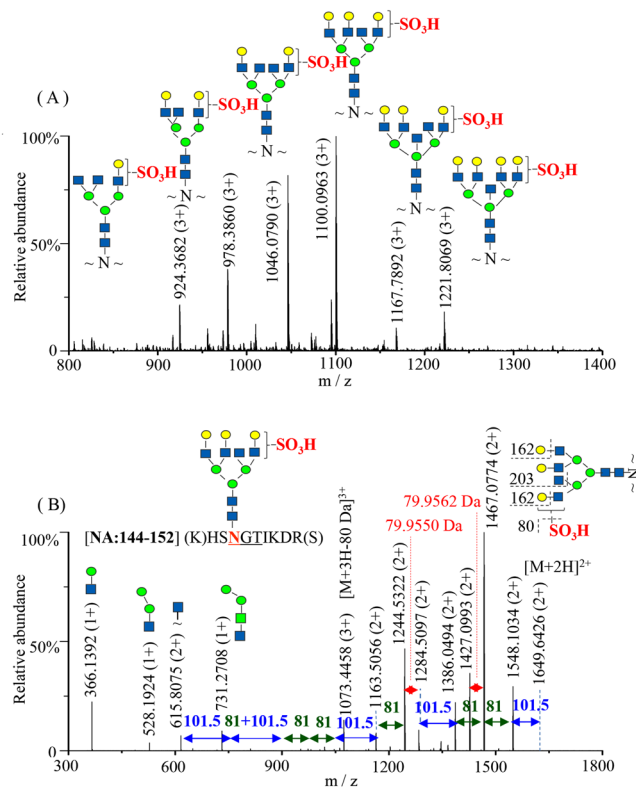 ( A )
SO₃H
SO₃H
SO₃H
SO₃H
SO₃H
SO₃H
~ N ~
~ N ~
~ N ~
~ N ~
~ N ~
~ N ~
Relative abundance
100%
50%
924.3682 (3+)
978.3860 (3+)
1046.0790 (3+)
1100.0963 (3+)
1167.7892 (3+)
1221.8069 (3+)
800 900 1000 1100 1200 1300 1400
m / z
( B )
SO₃H
[NA:144-152] (K)HSNGTIKDR(S)
162
203
162
80
SO₃H
~N~
Relative abundance
100%
50%
366.1392 (1+)
528.1924 (1+)
615.8075 (2+) ~
731.2708 (1+)
[M+3H-80 Da]³⁺
1073.4458 (3+)
1163.5056 (2+)
1244.5322 (2+)
79.9562 Da
79.9550 Da
1284.5097 (2+)
1386.0494 (2+)
1427.0993 (2+)
1467.0774 (2+)
1548.1034 (2+)
[M+2H]²⁺
1649.6426 (2+)
101.5 81+101.5 81 81 101.5 81 101.5 81 81 101.5
300 600 900 1200 1500 1800
m / z